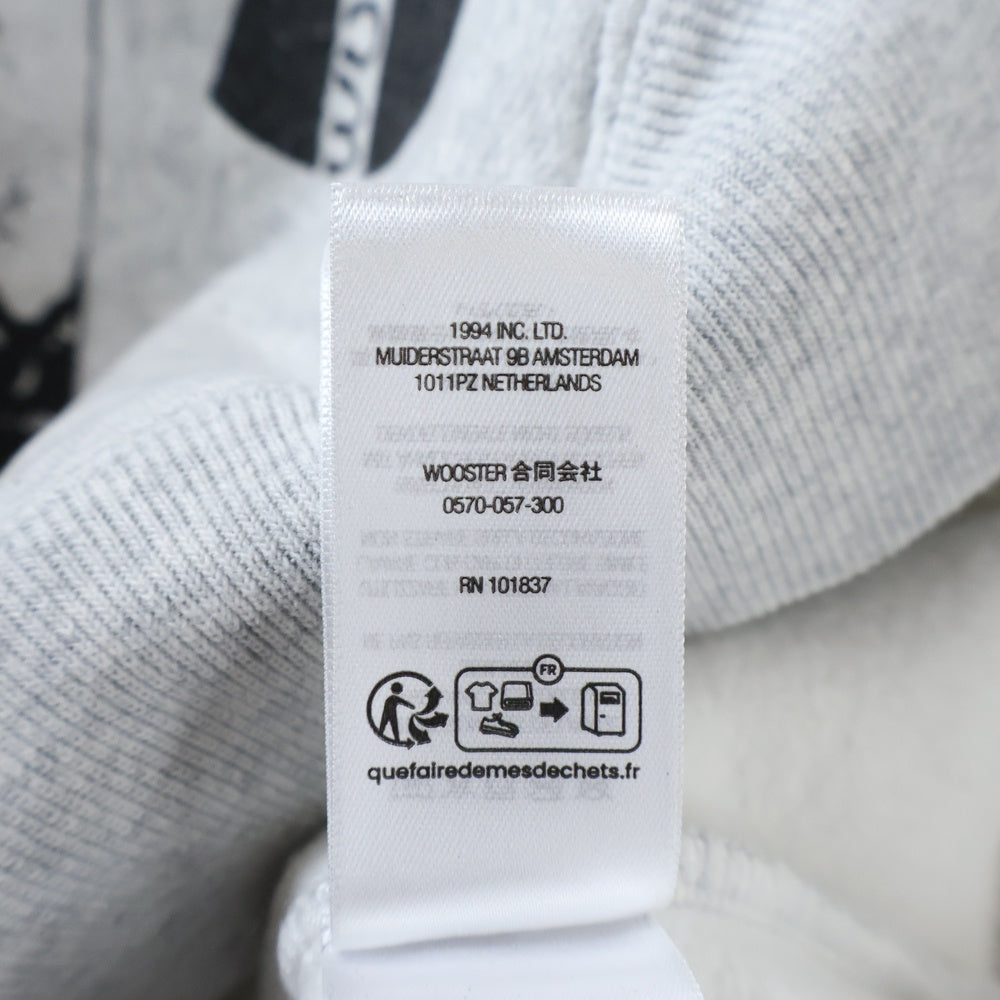 1994 INC. LTD.
MUIDERSTRAAT 9B AMSTERDAM
1011PZ NETHERLANDS
WOOSTER 合同会社
0570-057-300
RN 101837
FR
quefairedemesdechets.fr